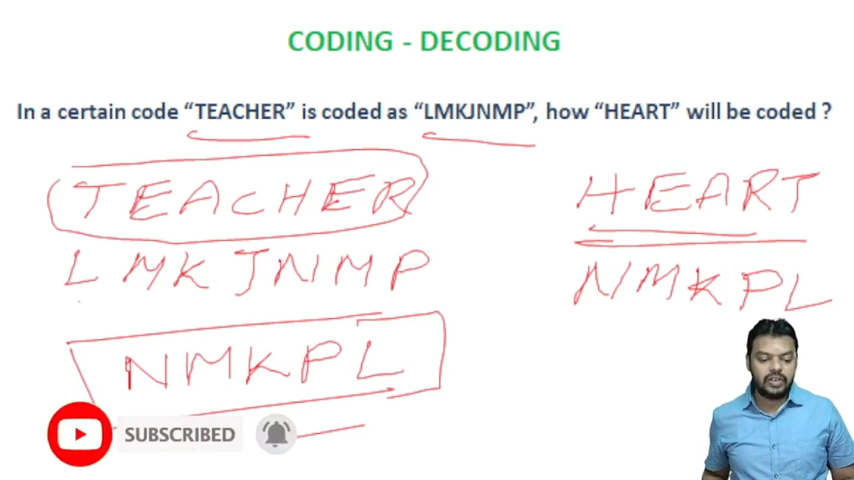 CODING - DECODING
In a certain code “TEACHER” is coded as “LMKJNMP”, how “HEART” will be coded ?
TEACHER
LMKJNMP
NMKPL
HEART
NMKPL
SUBSCRIBED